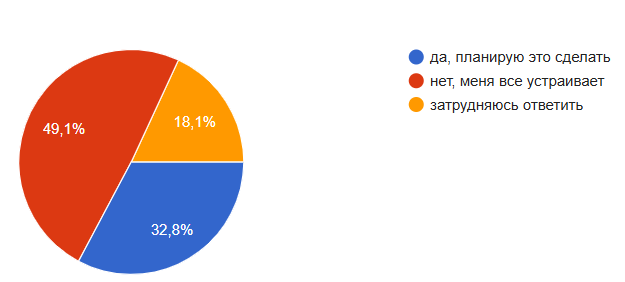 да, планирую это сделать
нет, меня все устраивает
затрудняюсь ответить
49,1%
18,1%
32,8%